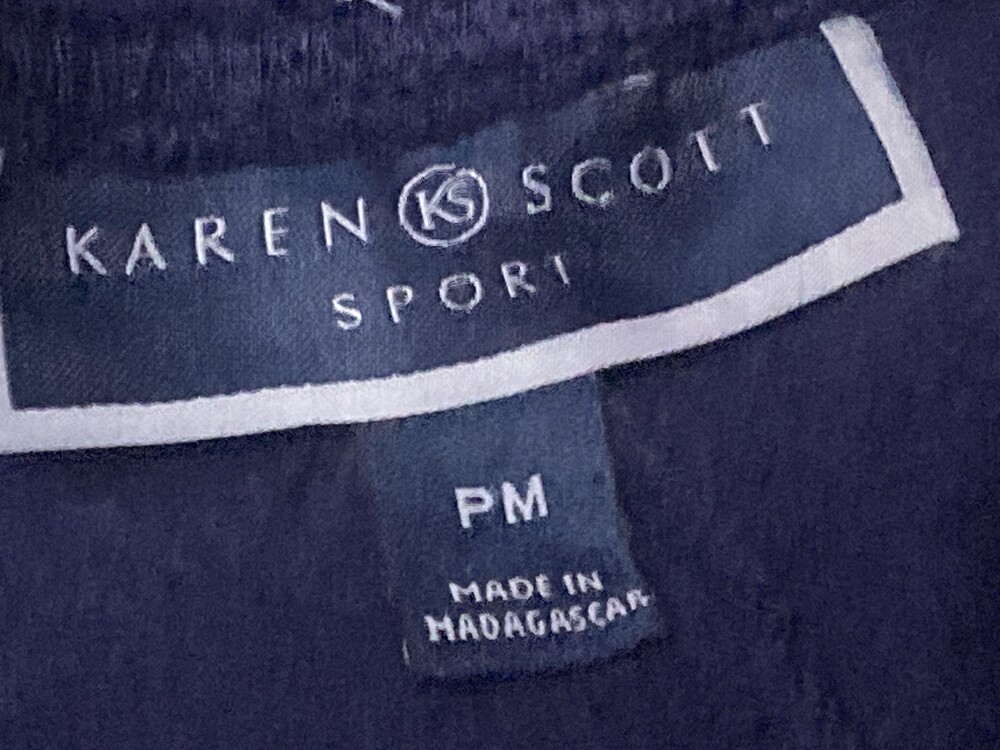 KAREN KS SCOTT
SPORT
PM
MADE IN
MADAGASCAR